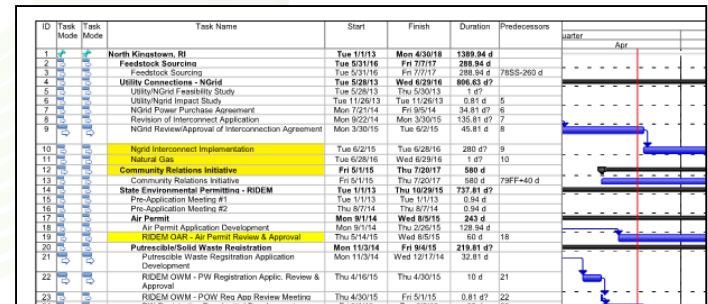 ID Task Mode Task Mode Task Name Start Finish Duration Predecessors uarter
Apr
1 North Kingstown, RI Tue 1/1/13 Mon 4/30/18 1389.94 d
2 Feedstock Sourcing Tue 5/31/16 Fri 7/7/17 288.94 d
3 Feedstock Sourcing Tue 5/31/16 Fri 7/7/17 288.94 d 78SS-260 d
4 Utility Connections - NGrid Tue 5/28/13 Wed 6/29/16 806.63 d?
5 Utility/NGrid Feasibility Study Tue 5/28/13 Thu 5/30/13 1 d?
6 Utility/Ngrid Impact Study Tue 11/26/13 Tue 11/26/13 0.81 d 5
7 NGrid Power Purchase Agreement Mon 7/21/14 Fri 9/5/14 34.81 d? 6
8 Revision of Interconnect Application Mon 9/22/14 Mon 3/30/15 135.81 d? 7
9 NGrid Review/Approval of Interconnection Agreement Mon 3/30/15 Tue 6/2/15 45.81 d 8
10 Ngrid Interconnect Implementation Tue 6/2/15 Tue 6/28/16 280 d? 9
11 Natural Gas Tue 6/28/16 Wed 6/29/16 1 d? 10
12 Community Relations Initiative Fri 5/1/15 Thu 7/20/17 580 d
13 Community Relations Initiative Fri 5/1/15 Thu 7/20/17 580 d 79FF+40 d
14 State Environmental Permitting - RIDEM Tue 1/1/13 Thu 10/29/15 737.81 d?
15 Pre-Application Meeting #1 Tue 1/1/13 Tue 1/1/13 0.94 d
16 Pre-Application Meeting #2 Thu 8/7/14 Thu 8/7/14 0.94 d
17 Air Permit Mon 9/1/14 Wed 8/5/15 243 d
18 Air Permit Application Development Mon 9/1/14 Thu 2/26/15 128.94 d
19 RIDEM OAR - Air Permit Review & Approval Thu 5/14/15 Wed 8/5/15 60 d 18
20 Putrescible/Solid Waste Registration Mon 11/3/14 Fri 9/4/15 219.81 d?
21 Putrescible Waste Regsitration Application Mon 11/3/14 Wed 12/17/14 32.81 d
Development
22 RIDEM OWM - PW Registration Applic. Review & Thu 4/16/15 Thu 4/30/15 10 d 21
Approval
23 RIDEM OWM - POW Reg App Review Meeting Thu 4/30/15 Fri 5/1/15 0.81 d? 22